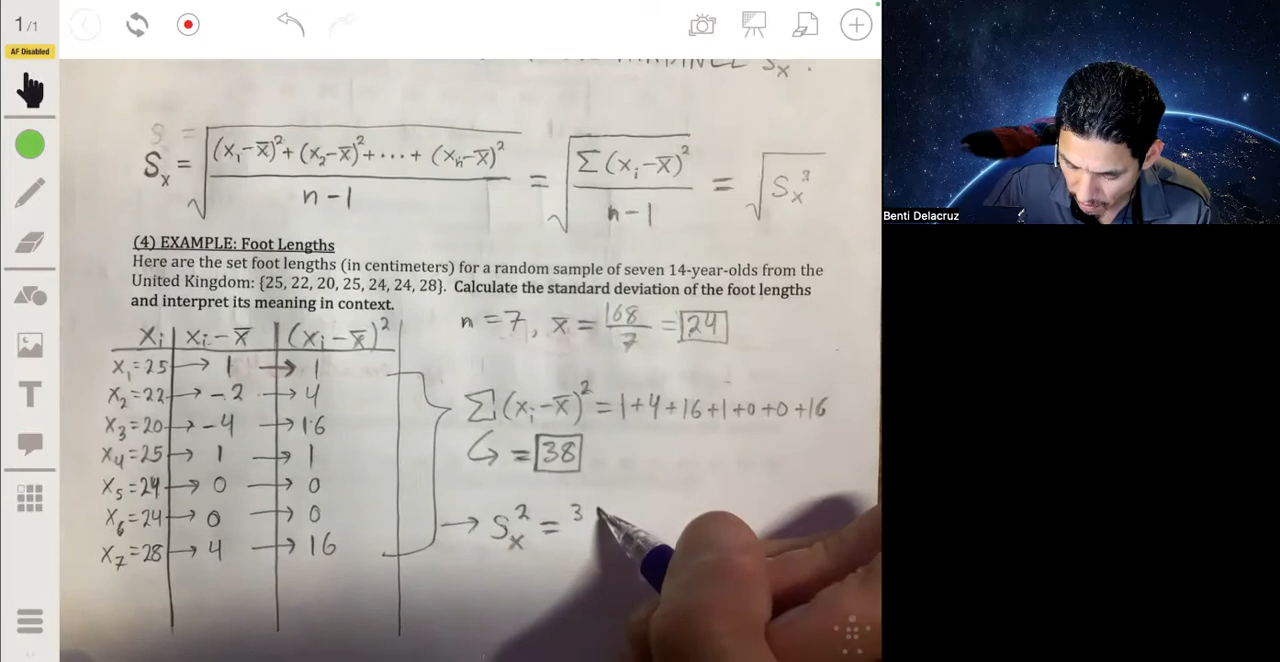 1/1
AF Disabled
Sx.
Sx = √((x₁-x̄)²+(x₂-x̄)²+⋯+(xₙ-x̄)²/n-1) = √(Σ(xᵢ-x̄)²/n-1) = √Sx²
(4) EXAMPLE: Foot Lengths
Here are the set foot lengths (in centimeters) for a random sample of seven 14-year-olds from the
United Kingdom: {25, 22, 20, 25, 24, 24, 28}. Calculate the standard deviation of the foot lengths
and interpret its meaning in context.
n=7, x̄ = 168/7 = 24
xᵢ | xᵢ-x̄ | (xᵢ-x̄)²
x₁=25 → 1 → 1
x₂=22 → -2 → 4
x₃=20 → -4 → 16
x₄=25 → 1 → 1
x₅=24 → 0 → 0
x₆=24 → 0 → 0
x₇=28 → 4 → 16
Σ(xᵢ-x̄)² = 1+4+16+1+0+0+16
↳ = 38
→ Sx² = 3
T
Benti Delacruz